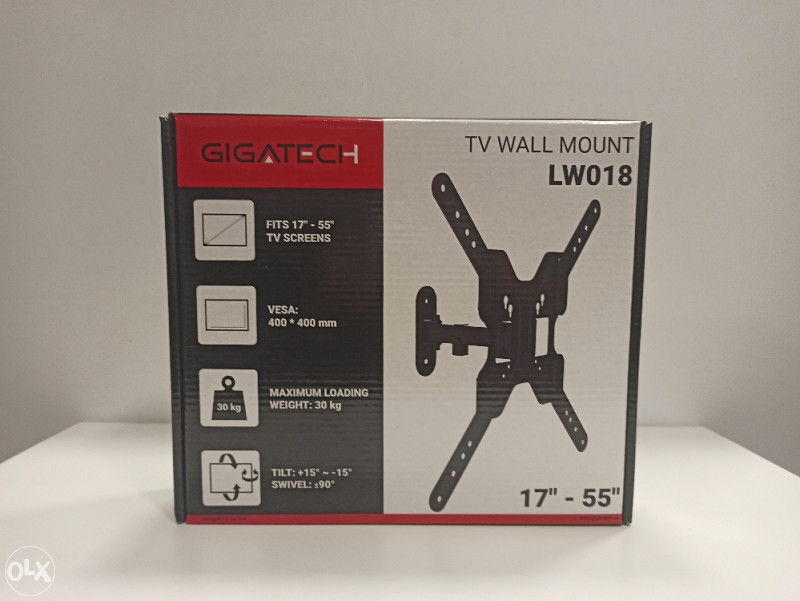 GIGATECH
TV WALL MOUNT
LW018
FITS 17" - 55"
TV SCREENS
VESA:
400 * 400 mm
30 kg
MAXIMUM LOADING
WEIGHT: 30 kg
TILT: +15° ~ -15°
SWIVEL: ±90°
17" - 55"
OLX